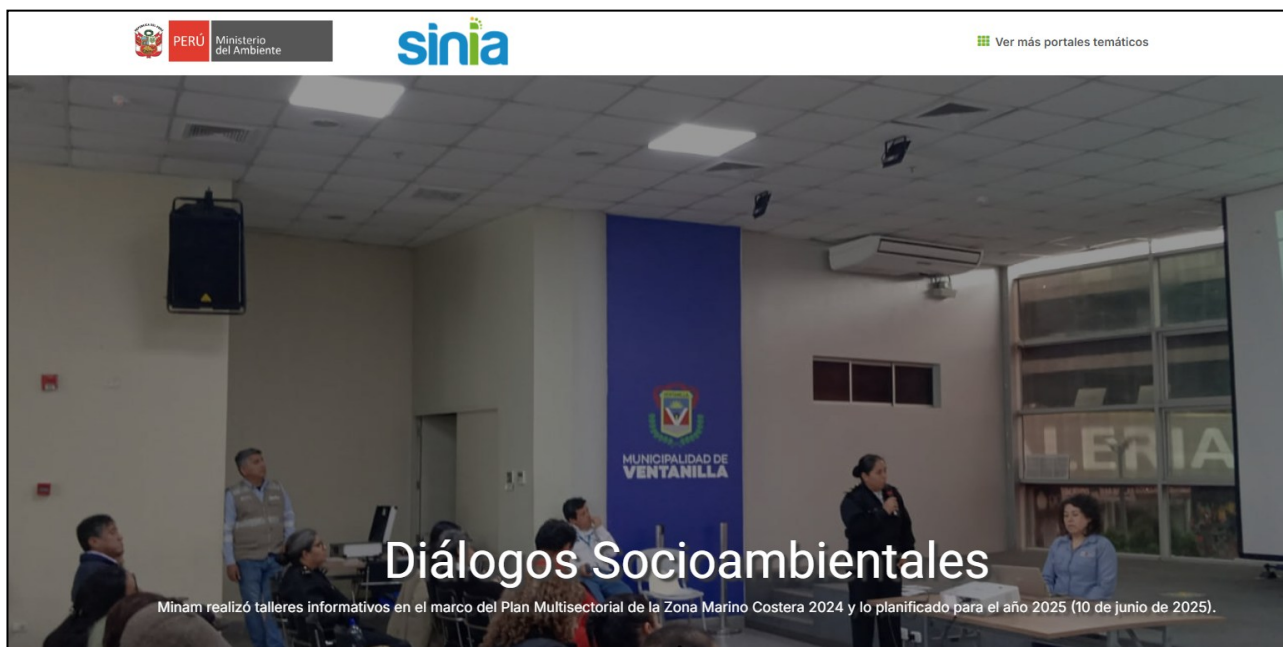 PERÚ
Ministerio
del Ambiente
sinia
Ver más portales temáticos
MUNICIPALIDAD DE
VENTANILLA
LERIA
Diálogos Socioambientales
Minam realizó talleres informativos en el marco del Plan Multisectorial de la Zona Marino Costera 2024 y lo planificado para el año 2025 (10 de junio de 2025).